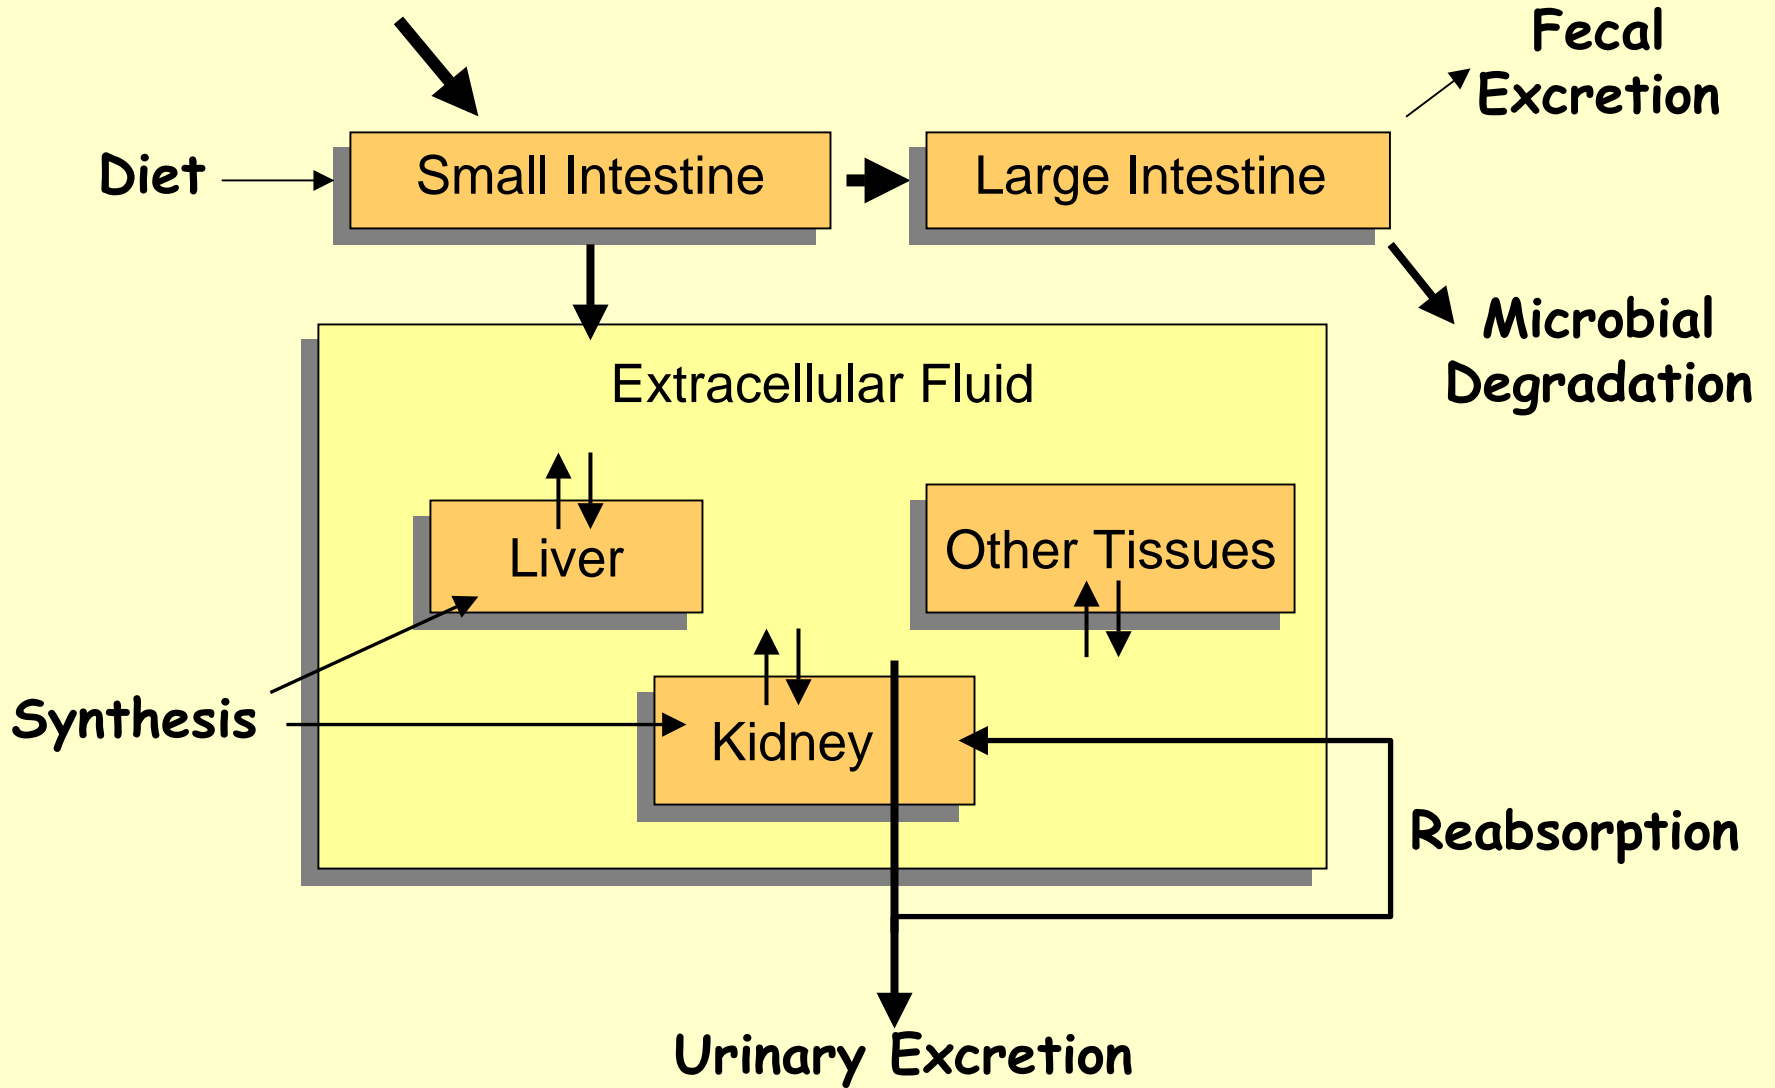 Fecal
Excretion
Diet
Small Intestine
Large Intestine
Microbial
Degradation
Extracellular Fluid
Liver
Other Tissues
Synthesis
Kidney
Reabsorption
Urinary Excretion